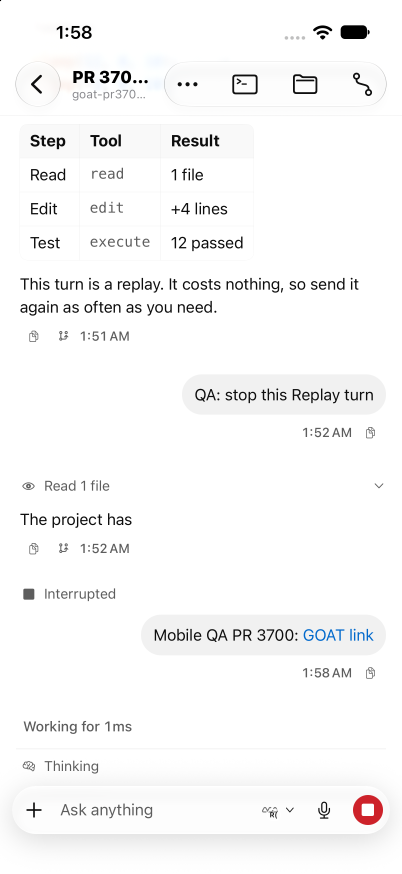 1:58
PR 370...
goat-pr370...
Step Tool Result
Read read 1 file
Edit edit +4 lines
Test execute 12 passed
This turn is a replay. It costs nothing, so send it
again as often as you need.
1:51 AM
QA: stop this Replay turn
1:52 AM
Read 1 file
The project has
1:52 AM
Interrupted
Mobile QA PR 3700: GOAT link
1:58 AM
Working for 1ms
Thinking
Ask anything